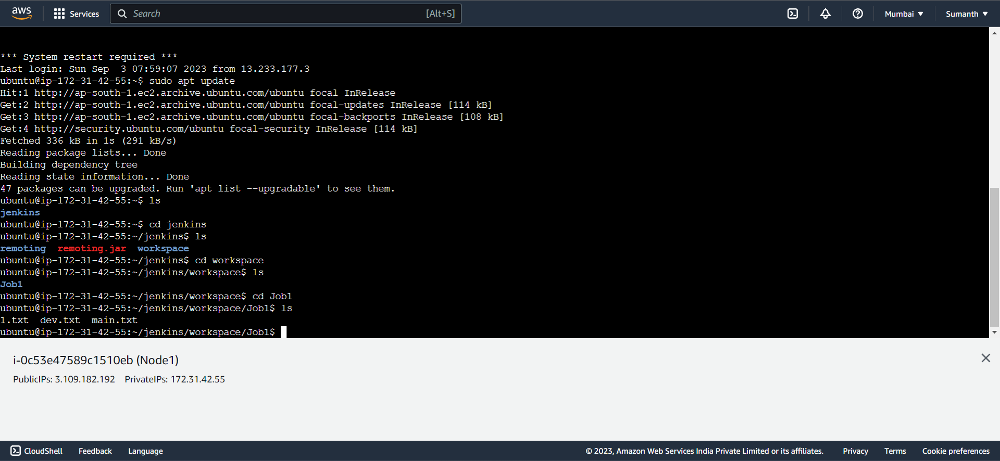 aws Services Search [Alt+S] Mumbai ▼ Sumanth ▼
*** System restart required ***
Last login: Sun Sep  3 07:59:07 2023 from 13.233.177.3
ubuntu@ip-172-31-42-55:~$ sudo apt update
Hit:1 http://ap-south-1.ec2.archive.ubuntu.com/ubuntu focal InRelease
Get:2 http://ap-south-1.ec2.archive.ubuntu.com/ubuntu focal-updates InRelease [114 kB]
Get:3 http://ap-south-1.ec2.archive.ubuntu.com/ubuntu focal-backports InRelease [108 kB]
Get:4 http://security.ubuntu.com/ubuntu focal-security InRelease [114 kB]
Fetched 336 kB in 1s (291 kB/s)
Reading package lists... Done
Building dependency tree
Reading state information... Done
47 packages can be upgraded. Run 'apt list --upgradable' to see them.
ubuntu@ip-172-31-42-55:~$ ls
jenkins
ubuntu@ip-172-31-42-55:~$ cd jenkins
ubuntu@ip-172-31-42-55:~/jenkins$ ls
remoting  remoting.jar  workspace
ubuntu@ip-172-31-42-55:~/jenkins$ cd workspace
ubuntu@ip-172-31-42-55:~/jenkins/workspace$ ls
Job1
ubuntu@ip-172-31-42-55:~/jenkins/workspace$ cd Job1
ubuntu@ip-172-31-42-55:~/jenkins/workspace/Job1$ ls
1.txt  dev.txt  main.txt
ubuntu@ip-172-31-42-55:~/jenkins/workspace/Job1$
i-0c53e47589c1510eb (Node1)
PublicIPs: 3.109.182.192 PrivateIPs: 172.31.42.55
CloudShell Feedback Language © 2023, Amazon Web Services India Private Limited or its affiliates. Privacy Terms Cookie preferences